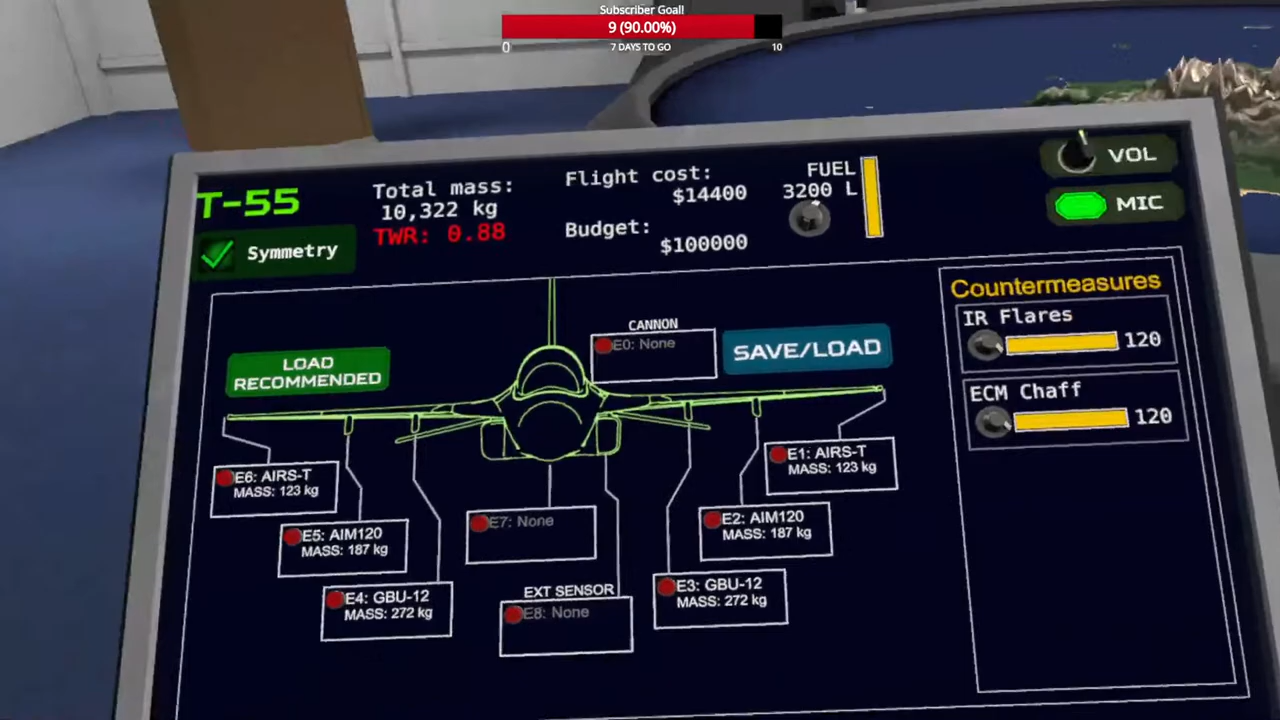 Subscriber Goal!
9 (90.00%)
0
7 DAYS TO GO
10
T-55
Symmetry
Total mass:
10,322 kg
TWR: 0.88
Flight cost:
$14400
Budget:
$100000
FUEL
3200 L
VOL
MIC
LOAD
RECOMMENDED
CANNON
E0: None
SAVE/LOAD
Countermeasures
IR Flares
120
ECM Chaff
120
E6: AIRS-T
MASS: 123 kg
E1: AIRS-T
MASS: 123 kg
E5: AIM120
MASS: 187 kg
E7: None
E2: AIM120
MASS: 187 kg
E4: GBU-12
MASS: 272 kg
EXT SENSOR
E8: None
E3: GBU-12
MASS: 272 kg